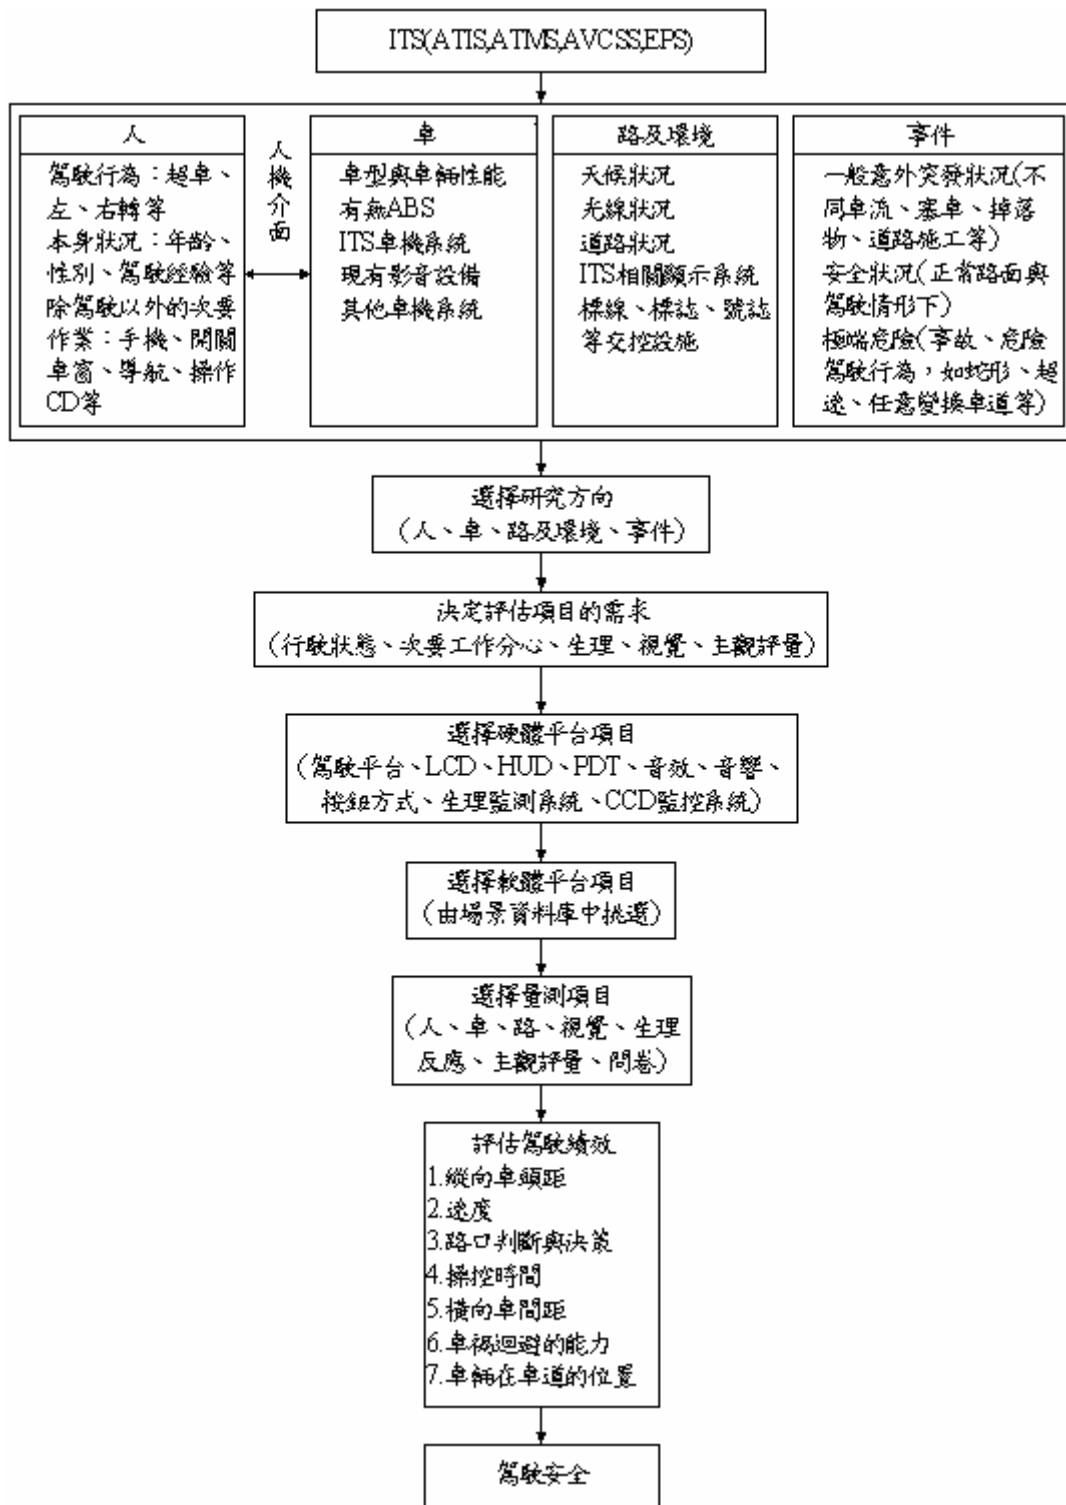 ITS(ATIS,ATMS,AVCSS,EPS)
人
駕駛行為：超車、
左、右轉等
本身狀況：年齡、
性別、駕駛經驗等
除駕駛以外的次要
作業：手機、開關
車窗、導航、操作
CD等
人
機
介
面
車
車型與車輛性能
有無ABS
ITS車機系統
現有影音設備
其他車機系統
路及環境
天候狀況
光線狀況
道路狀況
ITS相關顯示系統
標線、標誌、號誌
等交控設施
事件
一般意外突發狀況(不
同車流、塞車、掉落
物、道路施工等)
安全狀況(正常路面與
駕駛情形下)
極端危險(事故、危險
駕駛行為，如蛇形、超
速、任意變換車道等)
選擇研究方向
(人、車、路及環境、事件)
決定評估項目的需求
(行駛狀態、次要工作分心、生理、視覺、主觀評量)
選擇硬體平台項目
(駕駛平台、LCD、HUD、PDT、音效、音響、
按鈕方式、生理監測系統、CCD監控系統)
選擇軟體平台項目
(由場景資料庫中挑選)
選擇量測項目
(人、車、路、視覺、生理
反應、主觀評量、問卷)
評估駕駛績效
1.縱向車頭距
2.速度
3.路口判斷與決策
4.操控時間
5.橫向車間距
6.車禍迴避的能力
7.車輛在車道的位置
駕駛安全